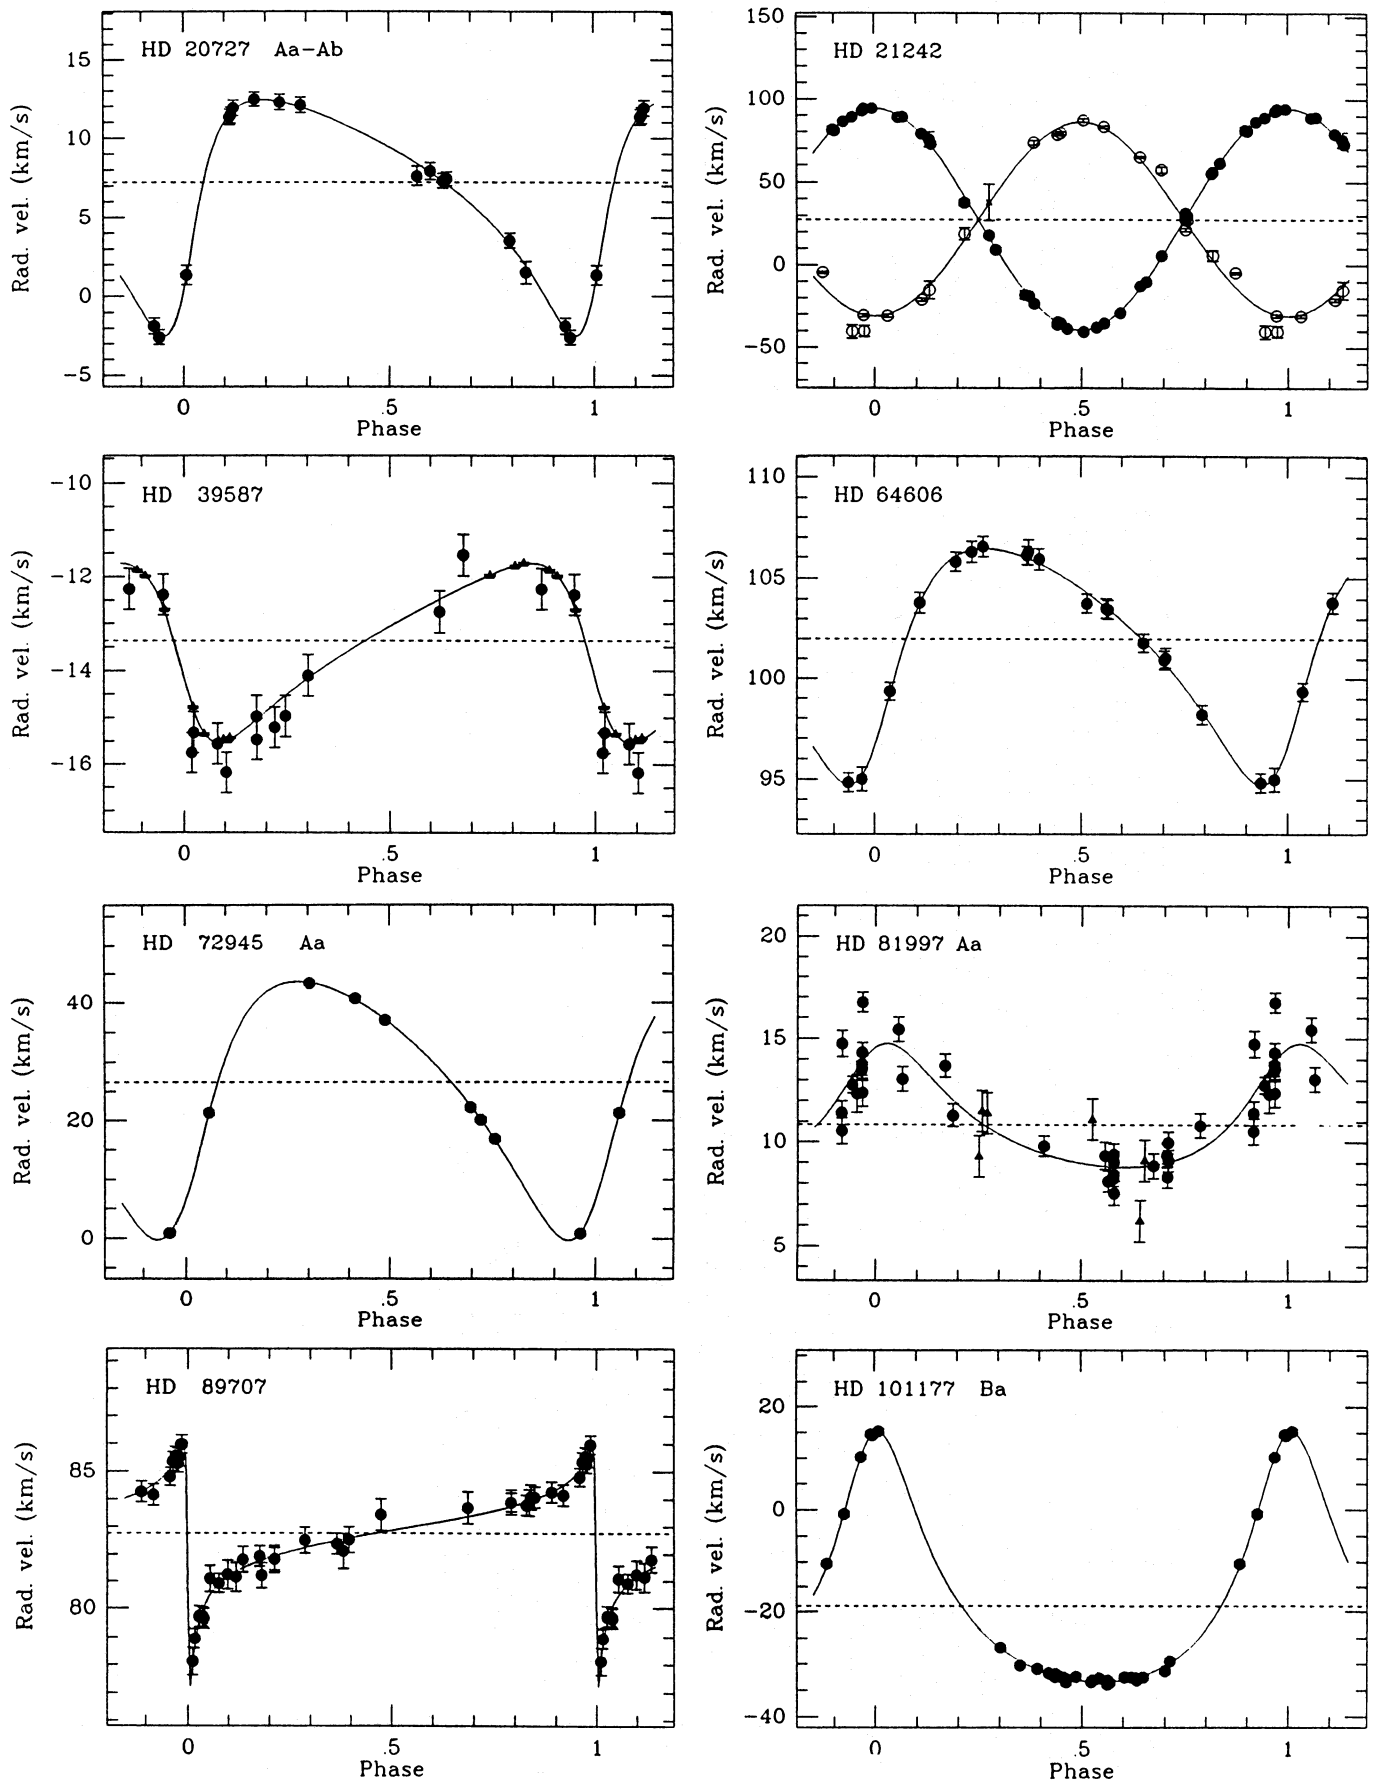 HD 20727 Aa-Ab
Rad. vel. (km/s)
15
10
5
0
-5
0 .5 1
Phase
HD 21242
Rad. vel. (km/s)
150
100
50
0
-50
0 .5 1
Phase
HD 39587
Rad. vel. (km/s)
-10
-12
-14
-16
0 .5 1
Phase
HD 64606
Rad. vel. (km/s)
110
105
100
95
0 .5 1
Phase
HD 72945 Aa
Rad. vel. (km/s)
40
20
0
0 .5 1
Phase
HD 81997 Aa
Rad. vel. (km/s)
20
15
10
5
0 .5 1
Phase
HD 89707
Rad. vel. (km/s)
85
80
0 .5 1
Phase
HD 101177 Ba
Rad. vel. (km/s)
20
0
-20
-40
0 .5 1
Phase